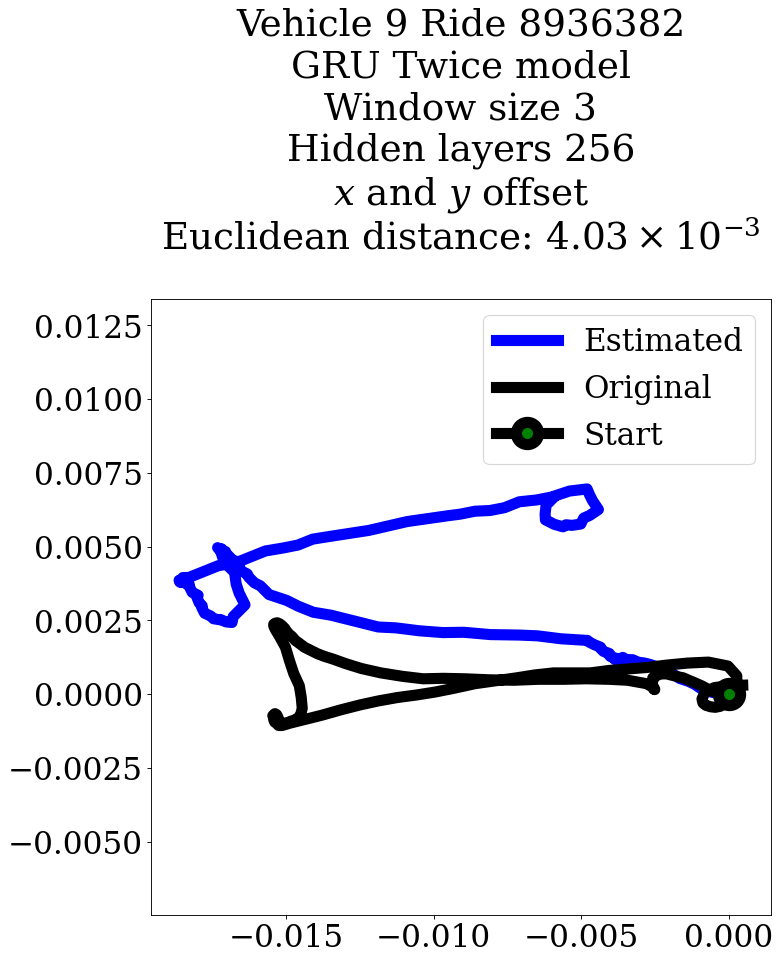 Vehicle 9 Ride 8936382
GRU Twice model
Window size 3
Hidden layers 256
x and y offset
Euclidean distance: 4.03 × 10⁻³
Estimated
Original
Start
0.0125
0.0100
0.0075
0.0050
0.0025
0.0000
−0.0025
−0.0050
−0.015 −0.010 −0.005 0.000